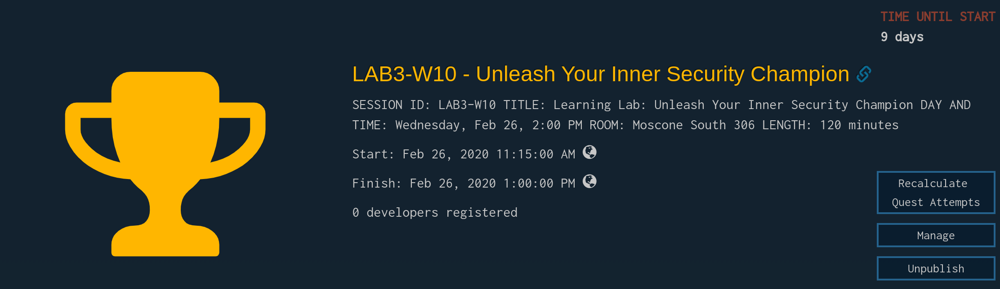 TIME UNTIL START
9 days
LAB3-W10 - Unleash Your Inner Security Champion
SESSION ID: LAB3-W10 TITLE: Learning Lab: Unleash Your Inner Security Champion DAY AND
TIME: Wednesday, Feb 26, 2:00 PM ROOM: Moscone South 306 LENGTH: 120 minutes
Start: Feb 26, 2020 11:15:00 AM
Finish: Feb 26, 2020 1:00:00 PM
0 developers registered
Recalculate
Quest Attempts
Manage
Unpublish